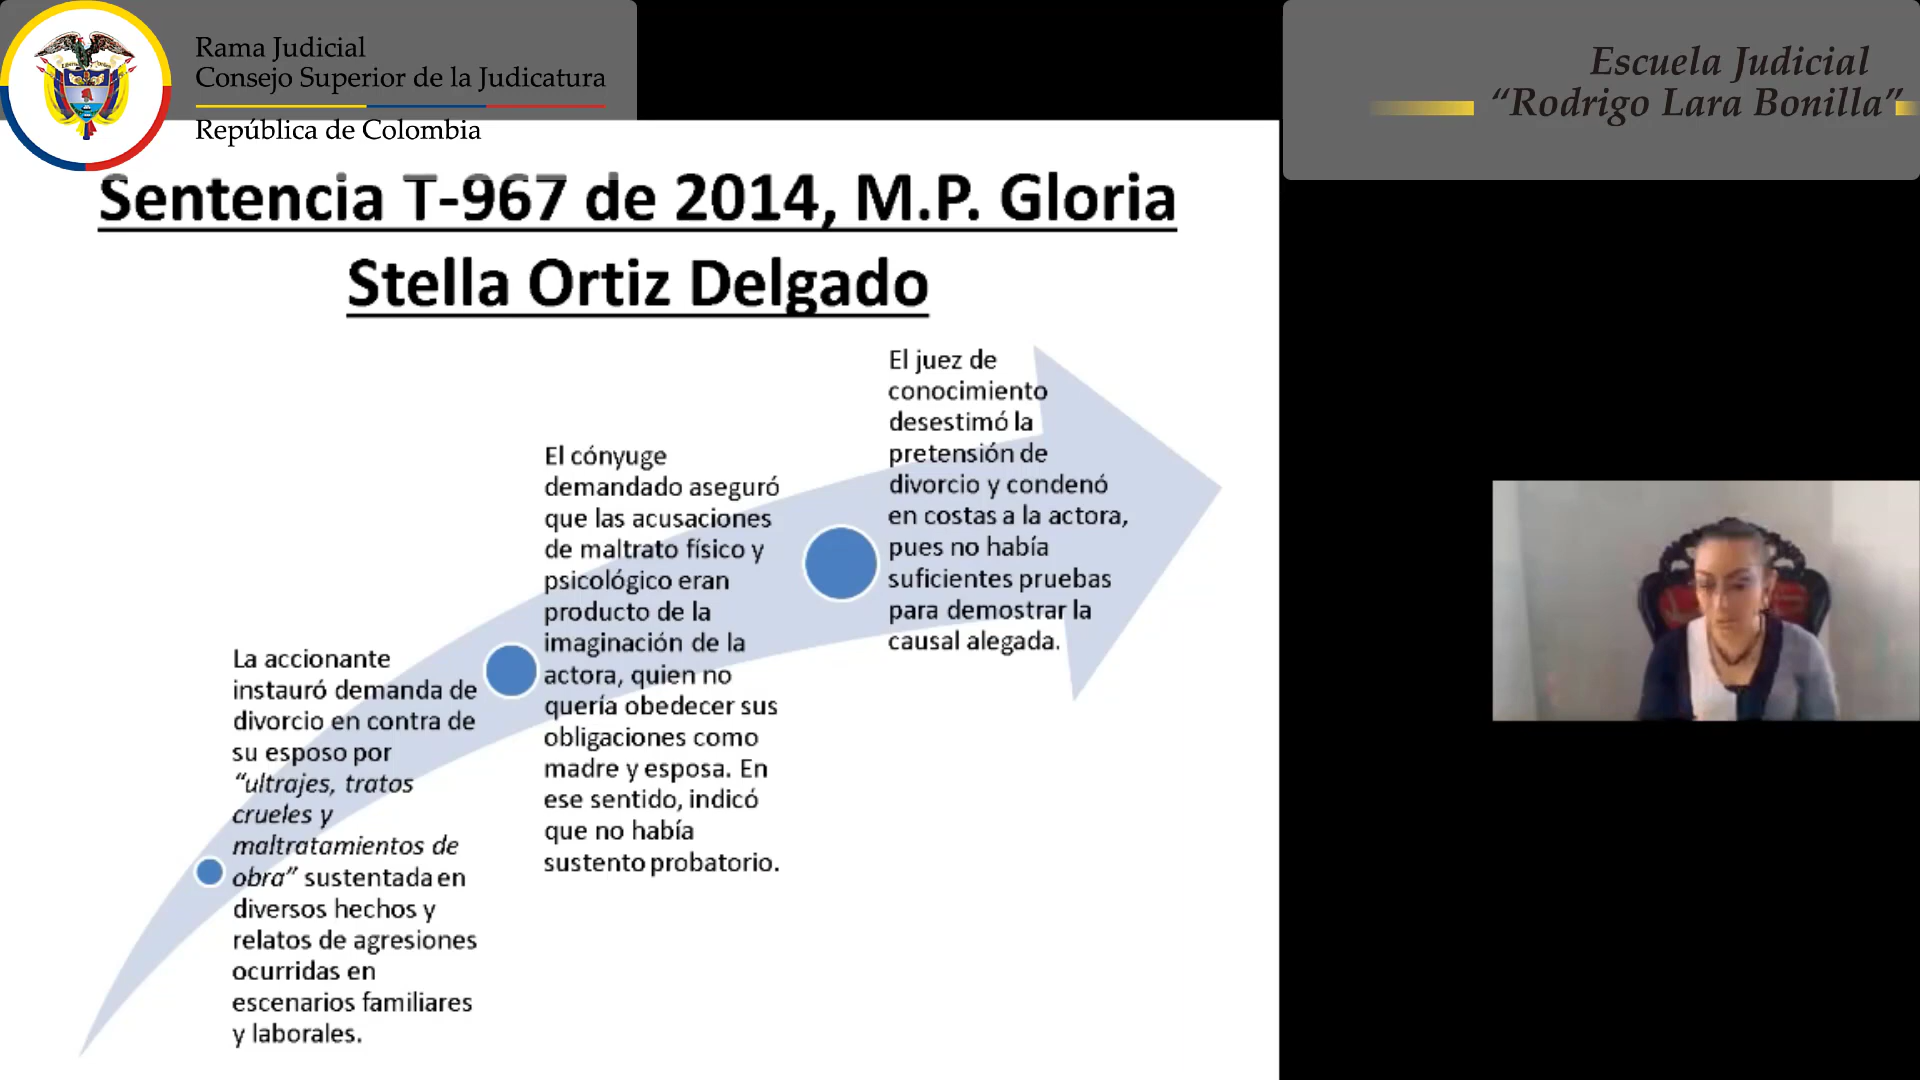 Rama Judicial
Consejo Superior de la Judicatura
República de Colombia
Escuela Judicial
“Rodrigo Lara Bonilla”
Sentencia T-967 de 2014, M.P. Gloria
Stella Ortiz Delgado
La accionante
instauró demanda de
divorcio en contra de
su esposo por
“ultrajes, tratos
crueles y
maltratamientos de
obra” sustentada en
diversos hechos y
relatos de agresiones
ocurridas en
escenarios familiares
y laborales.
El cónyuge
demandado aseguró
que las acusaciones
de maltrato físico y
psicológico eran
producto de la
imaginación de la
actora, quien no
quería obedecer sus
obligaciones como
madre y esposa. En
ese sentido, indicó
que no había
sustento probatorio.
El juez de
conocimiento
desestimó la
pretensión de
divorcio y condenó
en costas a la actora,
pues no había
suficientes pruebas
para demostrar la
causal alegada.